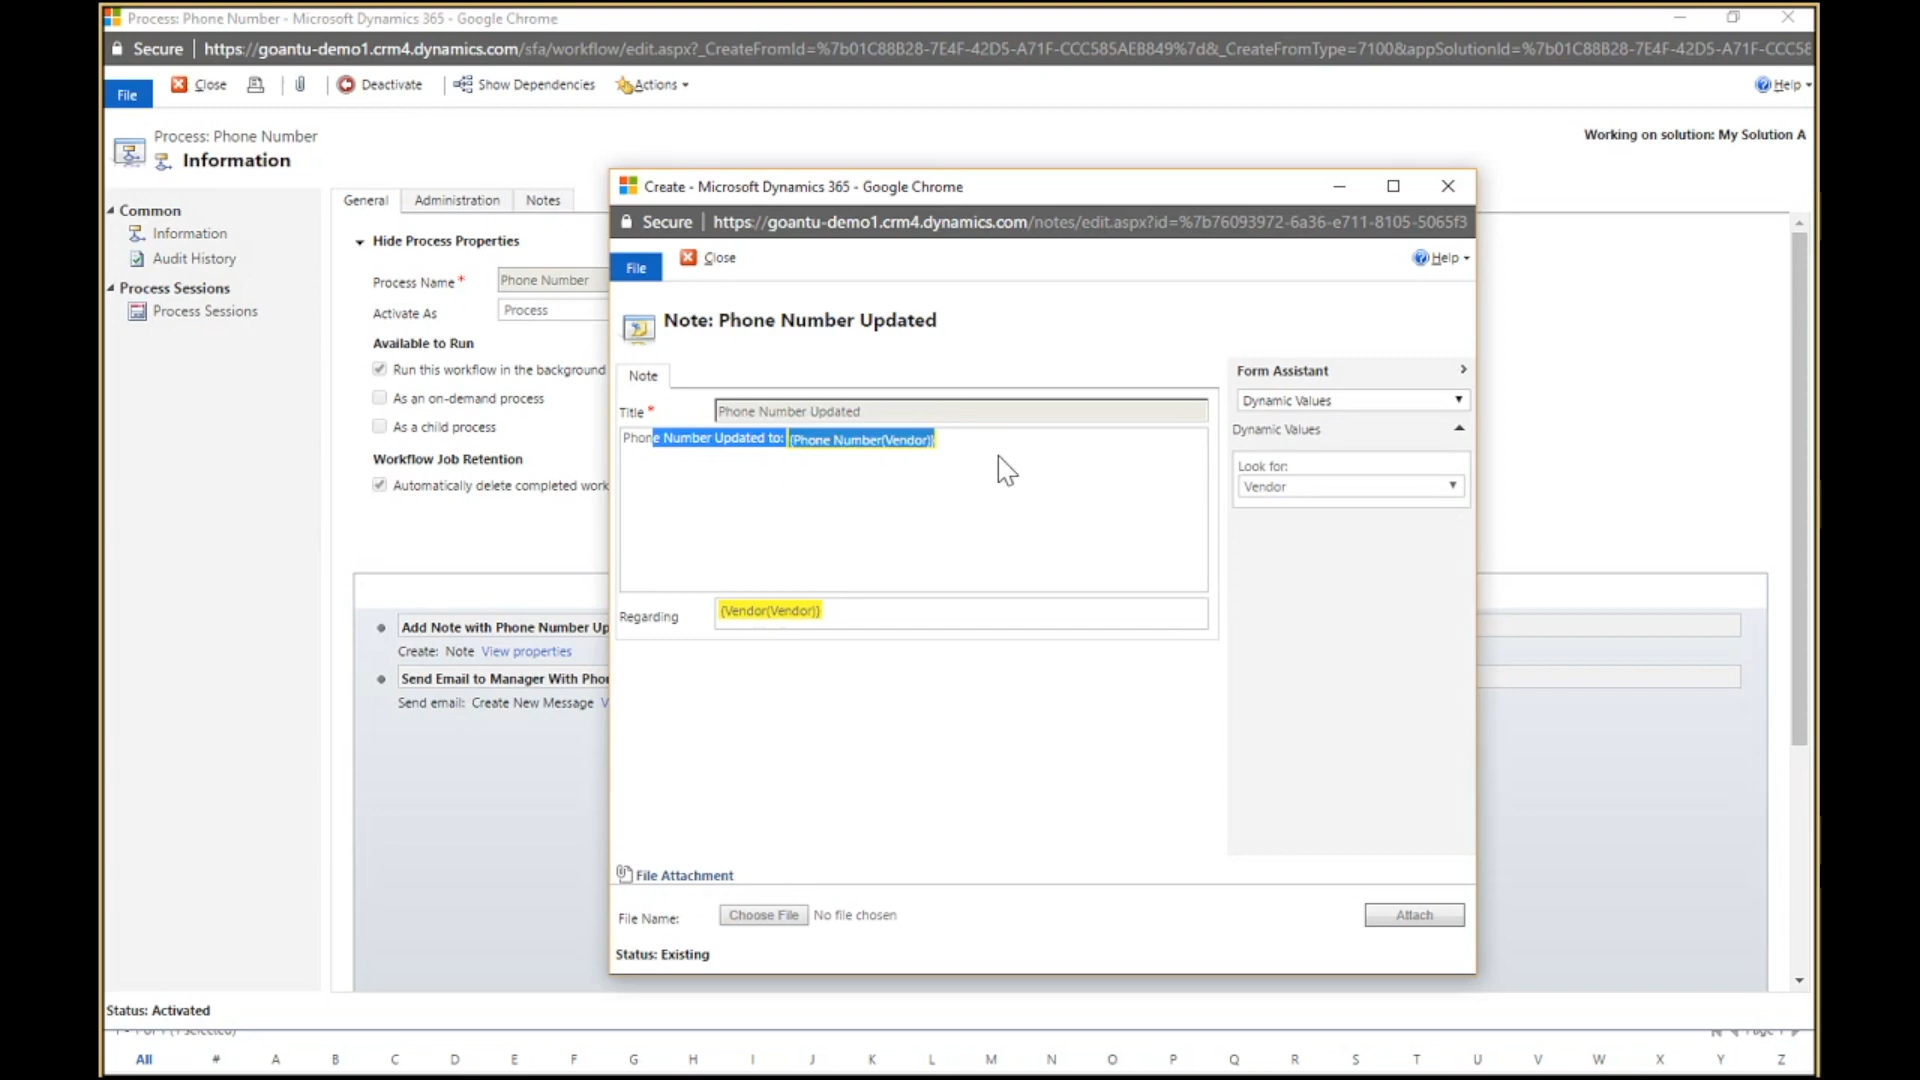 Process: Phone Number - Microsoft Dynamics 365 - Google Chrome
Secure https://goantu-demo1.crm4.dynamics.com/sfa/workflow/edit.aspx?_CreateFromId=%7b01C88B28-7E4F-42D5-A71F-CCC585AEB849%7d&_CreateFromType=7100&appSolutionId=%7b01C88B28-7E4F-42D5-A71F-CCC58
File Close Deactivate Show Dependencies Actions Help
Process: Phone Number
Information
Working on solution: My Solution A
Common
Information
Audit History
Process Sessions
Process Sessions
General Administration Notes
Hide Process Properties
Process Name * Phone Number
Activate As Process
Available to Run
Run this workflow in the background
As an on-demand process
As a child process
Workflow Job Retention
Automatically delete completed work
Add Note with Phone Number Up
Create: Note View properties
Send Email to Manager With Pho
Send email: Create New Message V
Create - Microsoft Dynamics 365 - Google Chrome
Secure https://goantu-demo1.crm4.dynamics.com/notes/edit.aspx?id=%7b76093972-6a36-e711-8105-5065f3
File Close Help
Note: Phone Number Updated
Note
Title * Phone Number Updated
Phone Number Updated to: {Phone Number(Vendor)}
Regarding {Vendor(Vendor)}
Form Assistant
Dynamic Values
Dynamic Values
Look for:
Vendor
File Attachment
File Name: Choose File No file chosen Attach
Status: Existing
Status: Activated
All # A B C D E F G H I J K L M N O P Q R S T U V W X Y Z